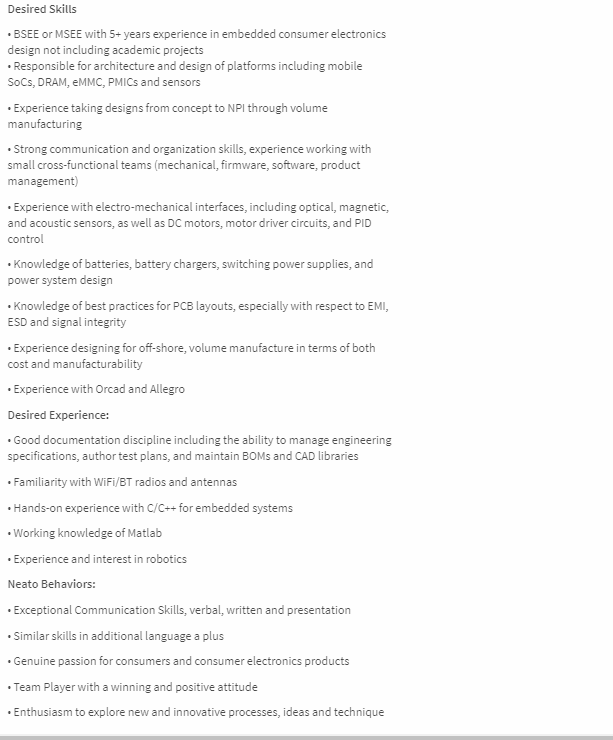 Desired Skills
• BSEE or MSEE with 5+ years experience in embedded consumer electronics
design not including academic projects
• Responsible for architecture and design of platforms including mobile
SoCs, DRAM, eMMC, PMICs and sensors
• Experience taking designs from concept to NPI through volume
manufacturing
• Strong communication and organization skills, experience working with
small cross-functional teams (mechanical, firmware, software, product
management)
• Experience with electro-mechanical interfaces, including optical, magnetic,
and acoustic sensors, as well as DC motors, motor driver circuits, and PID
control
• Knowledge of batteries, battery chargers, switching power supplies, and
power system design
• Knowledge of best practices for PCB layouts, especially with respect to EMI,
ESD and signal integrity
• Experience designing for off-shore, volume manufacture in terms of both
cost and manufacturability
• Experience with Orcad and Allegro
Desired Experience:
• Good documentation discipline including the ability to manage engineering
specifications, author test plans, and maintain BOMs and CAD libraries
• Familiarity with WiFi/BT radios and antennas
• Hands-on experience with C/C++ for embedded systems
• Working knowledge of Matlab
• Experience and interest in robotics
Neato Behaviors:
• Exceptional Communication Skills, verbal, written and presentation
• Similar skills in additional language a plus
• Genuine passion for consumers and consumer electronics products
• Team Player with a winning and positive attitude
• Enthusiasm to explore new and innovative processes, ideas and technique